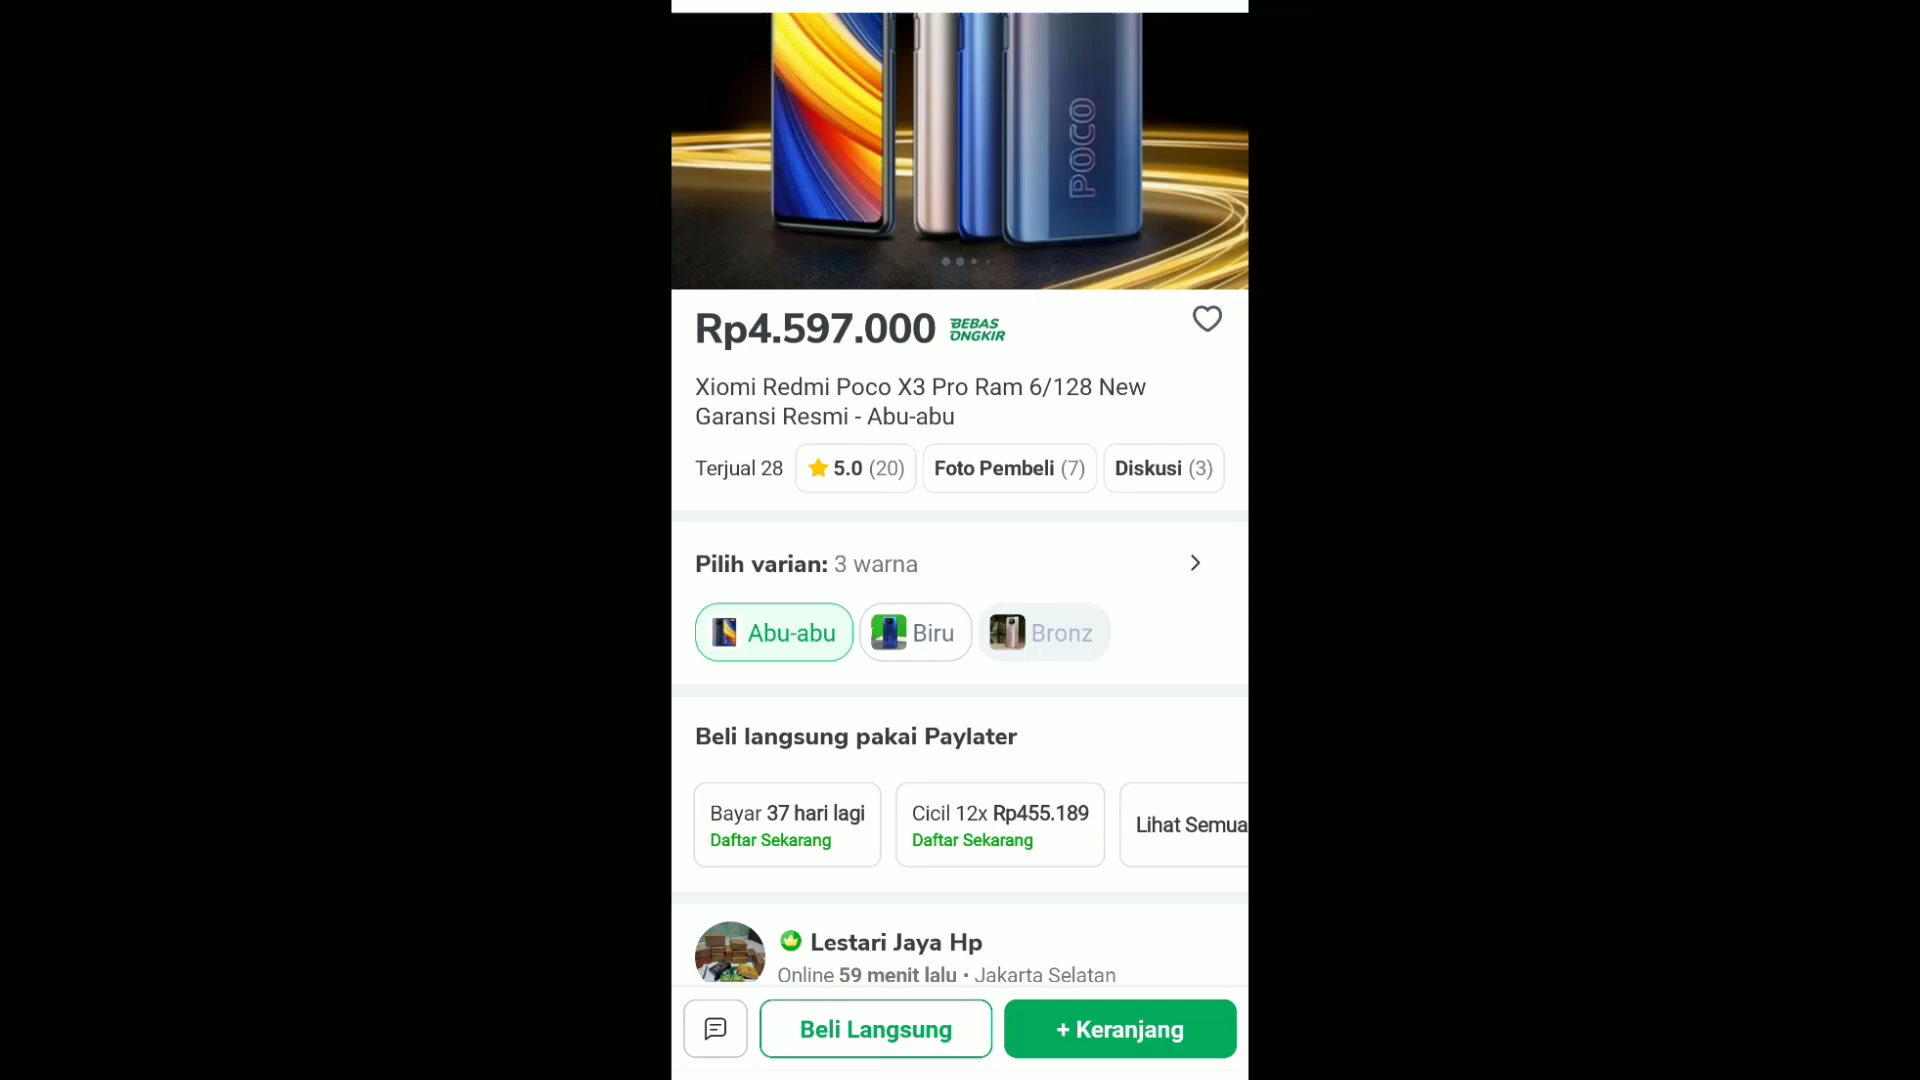 POCO
Rp4.597.000 BEBAS ONGKIR
Xiomi Redmi Poco X3 Pro Ram 6/128 New
Garansi Resmi - Abu-abu
Terjual 28 5.0 (20) Foto Pembeli (7) Diskusi (3)
Pilih varian: 3 warna
Abu-abu Biru Bronz
Beli langsung pakai Paylater
Bayar 37 hari lagi
Daftar Sekarang
Cicil 12x Rp455.189
Daftar Sekarang
Lihat Semua
Lestari Jaya Hp
Online 59 menit lalu • Jakarta Selatan
Beli Langsung + Keranjang